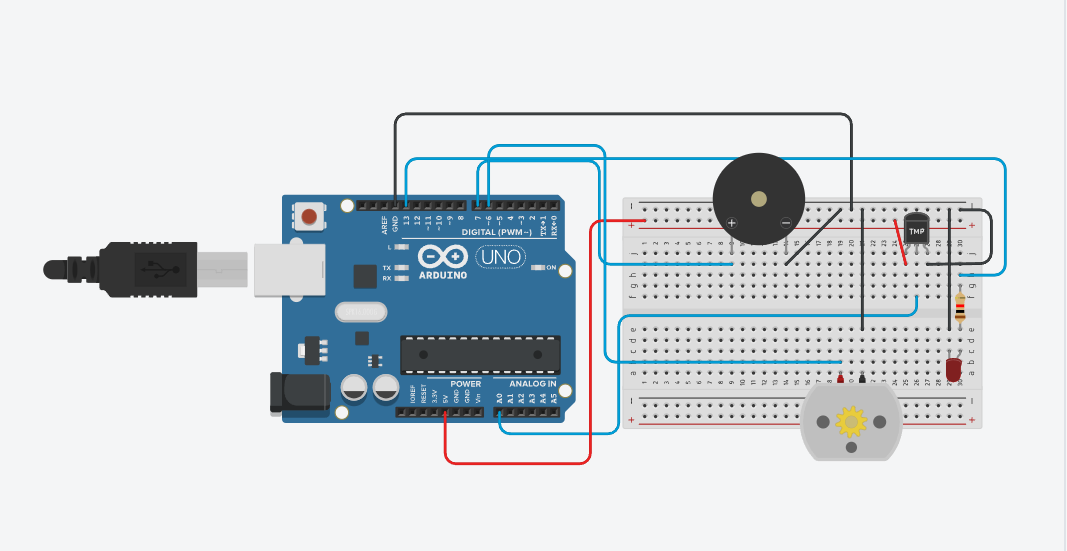 AREF
GND
13
12
~11
~10
~9
8
7
~6
~5
4
~3
2
TX→1
RX←0
DIGITAL (PWM~)
L
TX
RX
ARDUINO
UNO
ON
IOREF
RESET
3.3V
5V
GND
GND
Vin
POWER
ANALOG IN
A0
A1
A2
A3
A4
A5
TMP